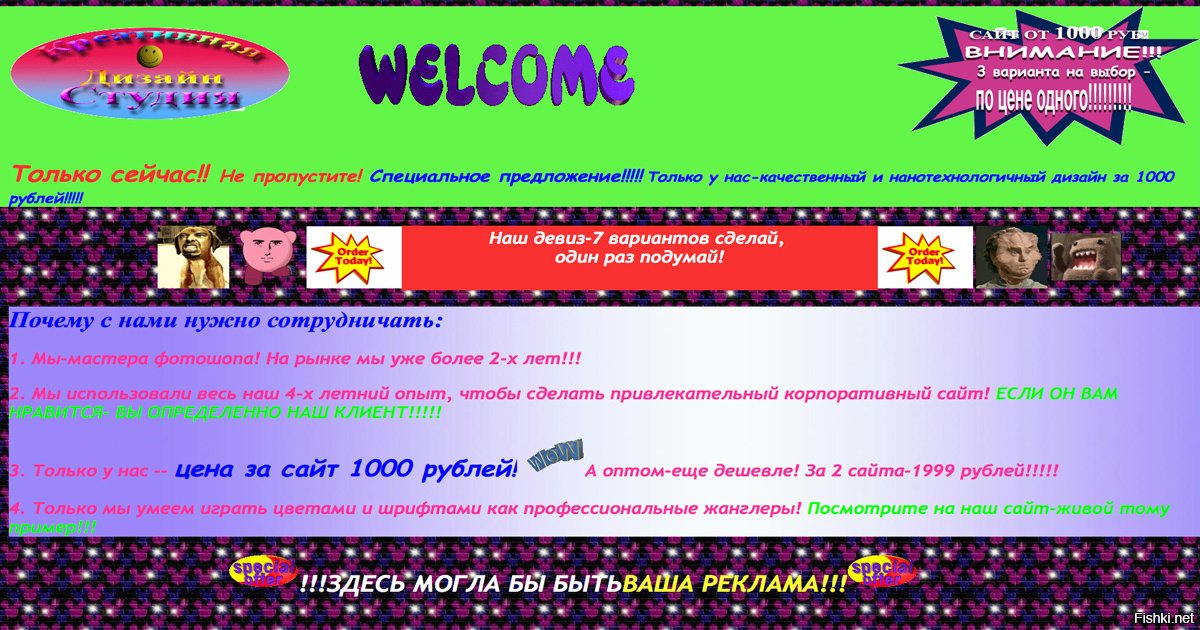 Креативная
Дизайн
Студия
WELCOME
САЙТ ОТ 1000 РУБ!!!
ВНИМАНИЕ!!!
3 варианта на выбор -
по цене одного!!!!!!!!!
Только сейчас!! Не пропустите! Специальное предложение!!!!! Только у нас-качественный и нанотехнологичный дизайн за 1000
рублей!!!!!
Order
Today!
Наш девиз-7 вариантов сделай,
один раз подумай!
Order
Today!
Почему с нами нужно сотрудничать:
1. Мы-мастера фотошопа! На рынке мы уже более 2-х лет!!!
2. Мы использовали весь наш 4-х летний опыт, чтобы сделать привлекательный корпоративный сайт! ЕСЛИ ОН ВАМ
НРАВИТСЯ- ВЫ ОПРЕДЕЛЕННО НАШ КЛИЕНТ!!!!!
3. Только у нас -- цена за сайт 1000 рублей! WOW А оптом-еще дешевле! За 2 сайта-1999 рублей!!!!!
4. Только мы умеем играть цветами и шрифтами как профессиональные жанглеры! Посмотрите на наш сайт-живой тому
пример!!!
special
offer
!!!ЗДЕСЬ МОГЛА БЫ БЫТЬВАША РЕКЛАМА!!!
special
offer
Fishki.net